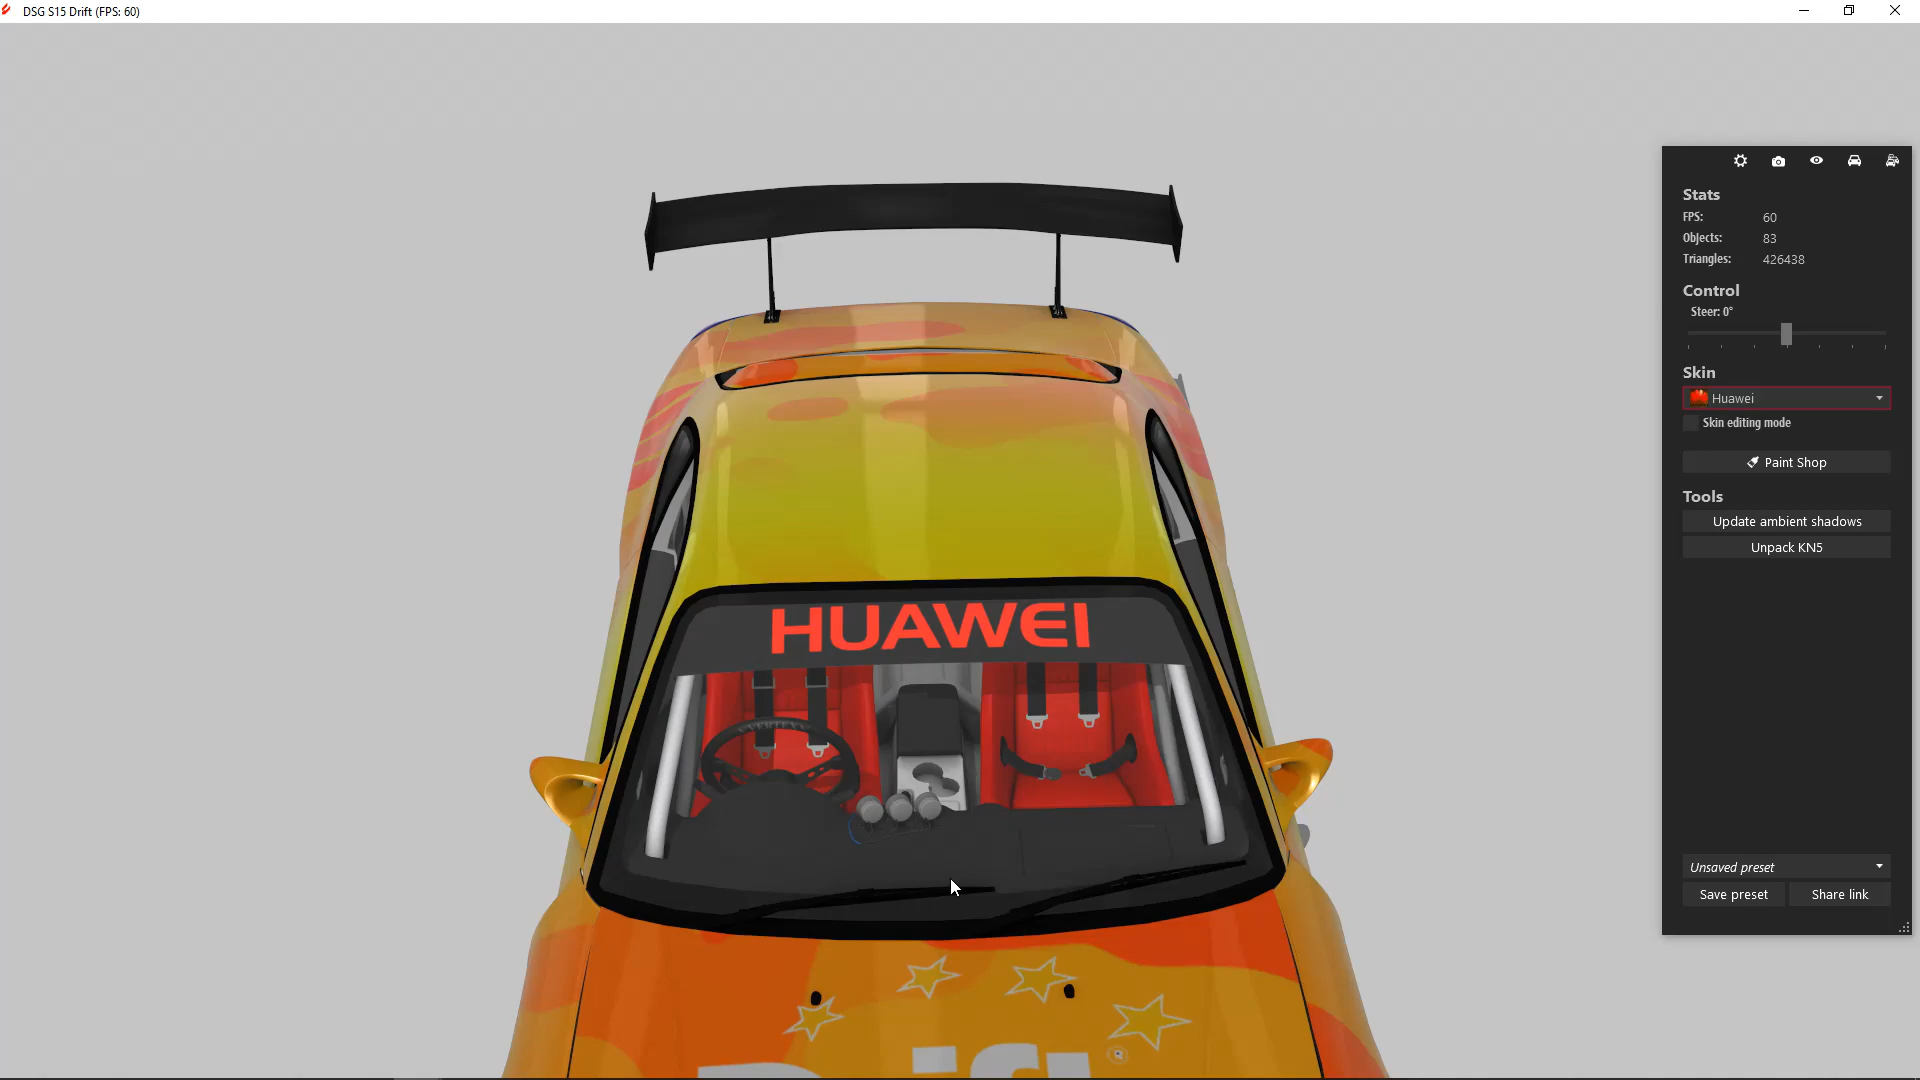 DSG S15 Drift (FPS: 60)
Stats
FPS: 60
Objects: 83
Triangles: 426438
Control
Steer: 0°
Skin
Huawei
Skin editing mode
Paint Shop
Tools
Update ambient shadows
Unpack KN5
HUAWEI
Unsaved preset
Save preset Share link
®